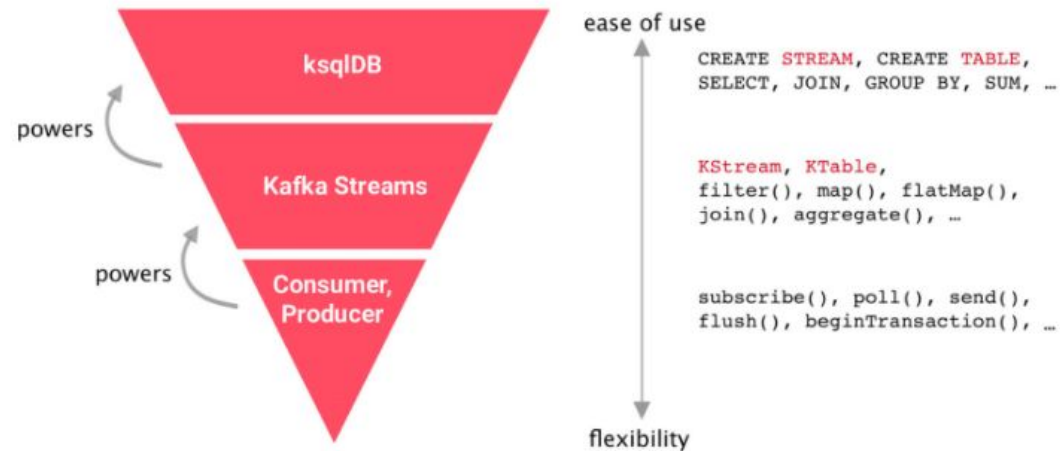 ksqlDB
powers
Kafka Streams
powers
Consumer,
Producer
ease of use
CREATE STREAM, CREATE TABLE,
SELECT, JOIN, GROUP BY, SUM, …
KStream, KTable,
filter(), map(), flatMap(),
join(), aggregate(), …
subscribe(), poll(), send(),
flush(), beginTransaction(), …
flexibility